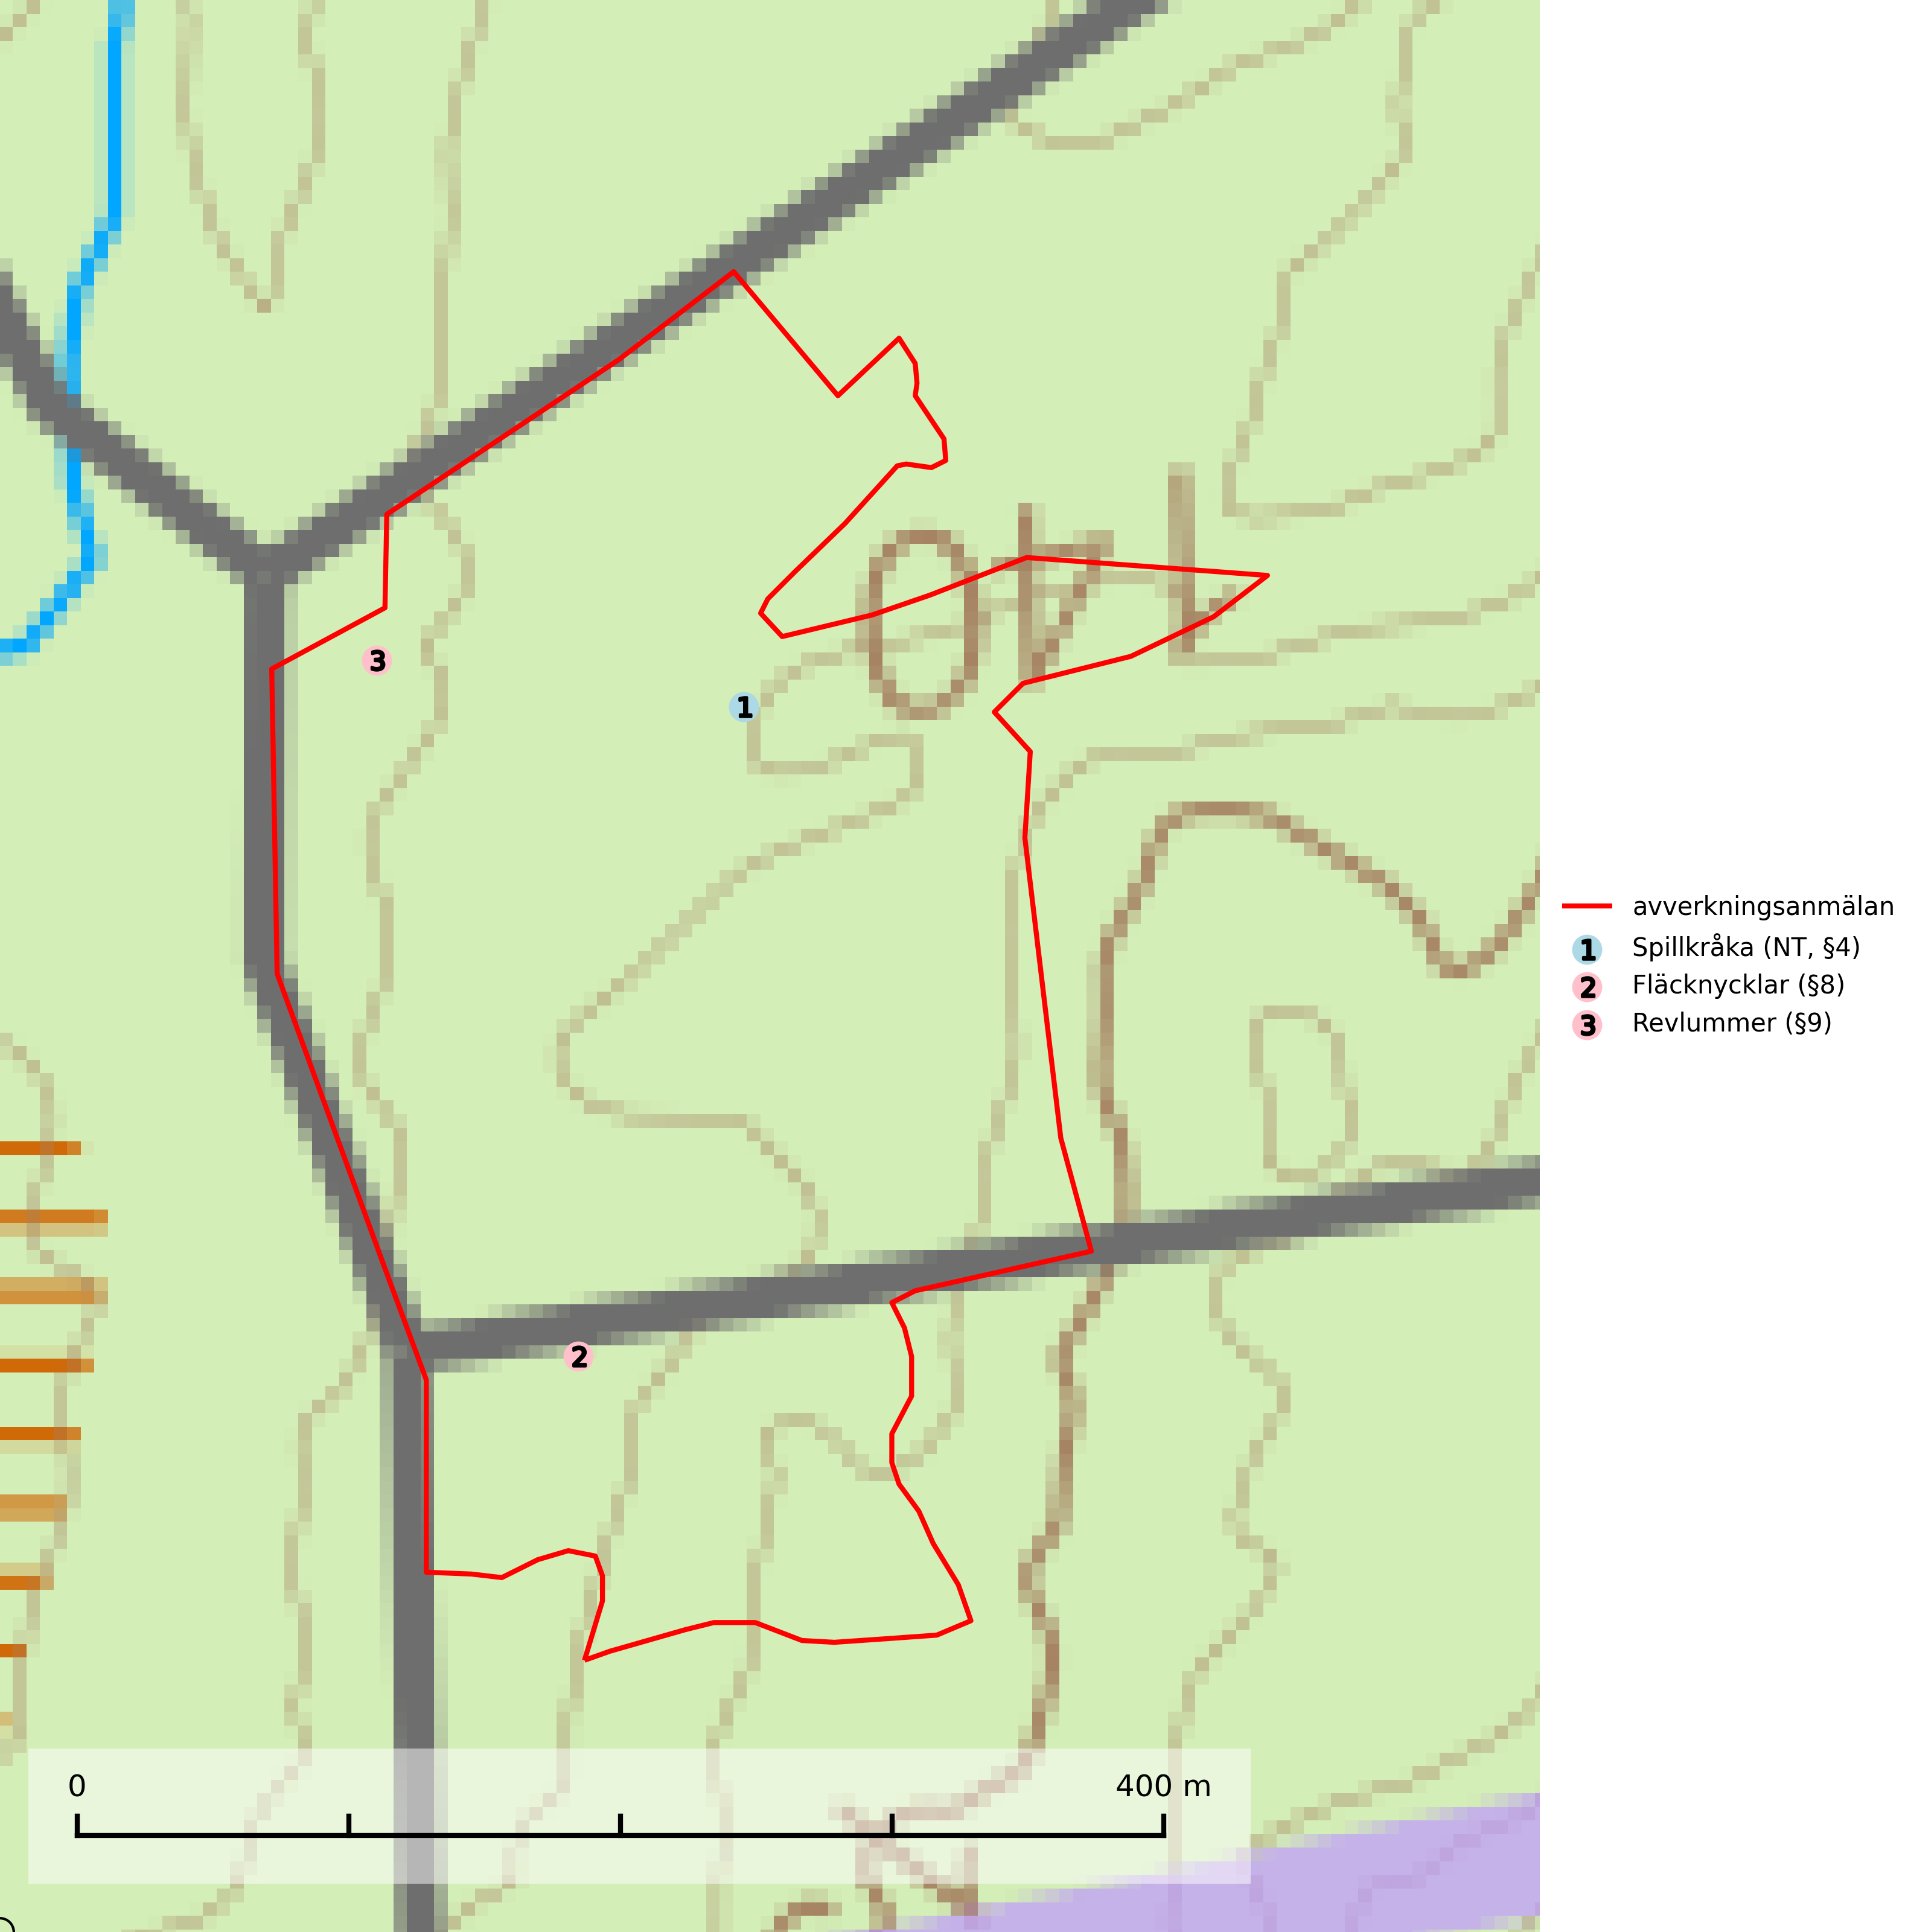 3
1
2
0 400 m
avverkningsanmälan
1 Spillkråka (NT, §4)
2 Fläcknycklar (§8)
3 Revlummer (§9)